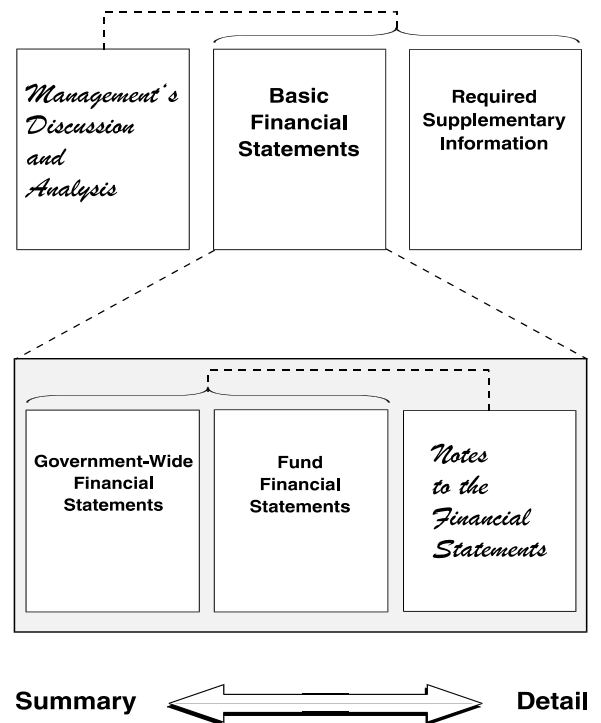 Management's
Discussion
and
Analysis
Basic
Financial
Statements
Required
Supplementary
Information
Government-Wide
Financial
Statements
Fund
Financial
Statements
Notes
to the
Financial
Statements
Summary
Detail